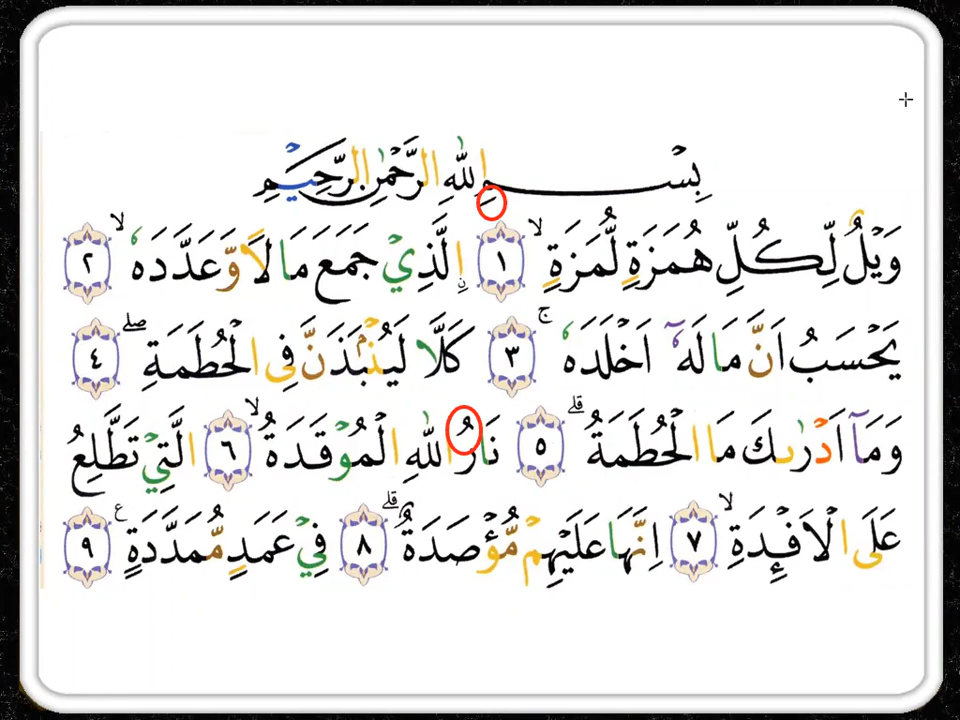 بِسْــــمِ اللّٰهِ الرَّحْمٰنِ الرَّحِيْمِ
وَيْلٌ لِّكُلِّ هُمَزَةٍ لُّمَزَةٍ ۙ ١ اِۨلَّذِيْ جَمَعَ مَالًا وَّعَدَّدَهٗ ۙ ٢
يَحْسَبُ اَنَّ مَالَهٗٓ اَخْلَدَهٗ ۚ ٣ كَلَّا لَيُنْۢبَذَنَّ فِى الْحُطَمَةِ ۖ ٤
وَمَآ اَدْرٰىكَ مَا الْحُطَمَةُ ۗ ٥ نَارُ اللّٰهِ الْمُوْقَدَةُ ۙ ٦ الَّتِيْ تَطَّلِعُ
عَلَى الْاَفْـِٕدَةِ ۙ ٧ اِنَّهَا عَلَيْهِمْ مُّؤْصَدَةٌ ۗ ٨ فِيْ عَمَدٍ مُّمَدَّدَةٍ ࣖ ٩